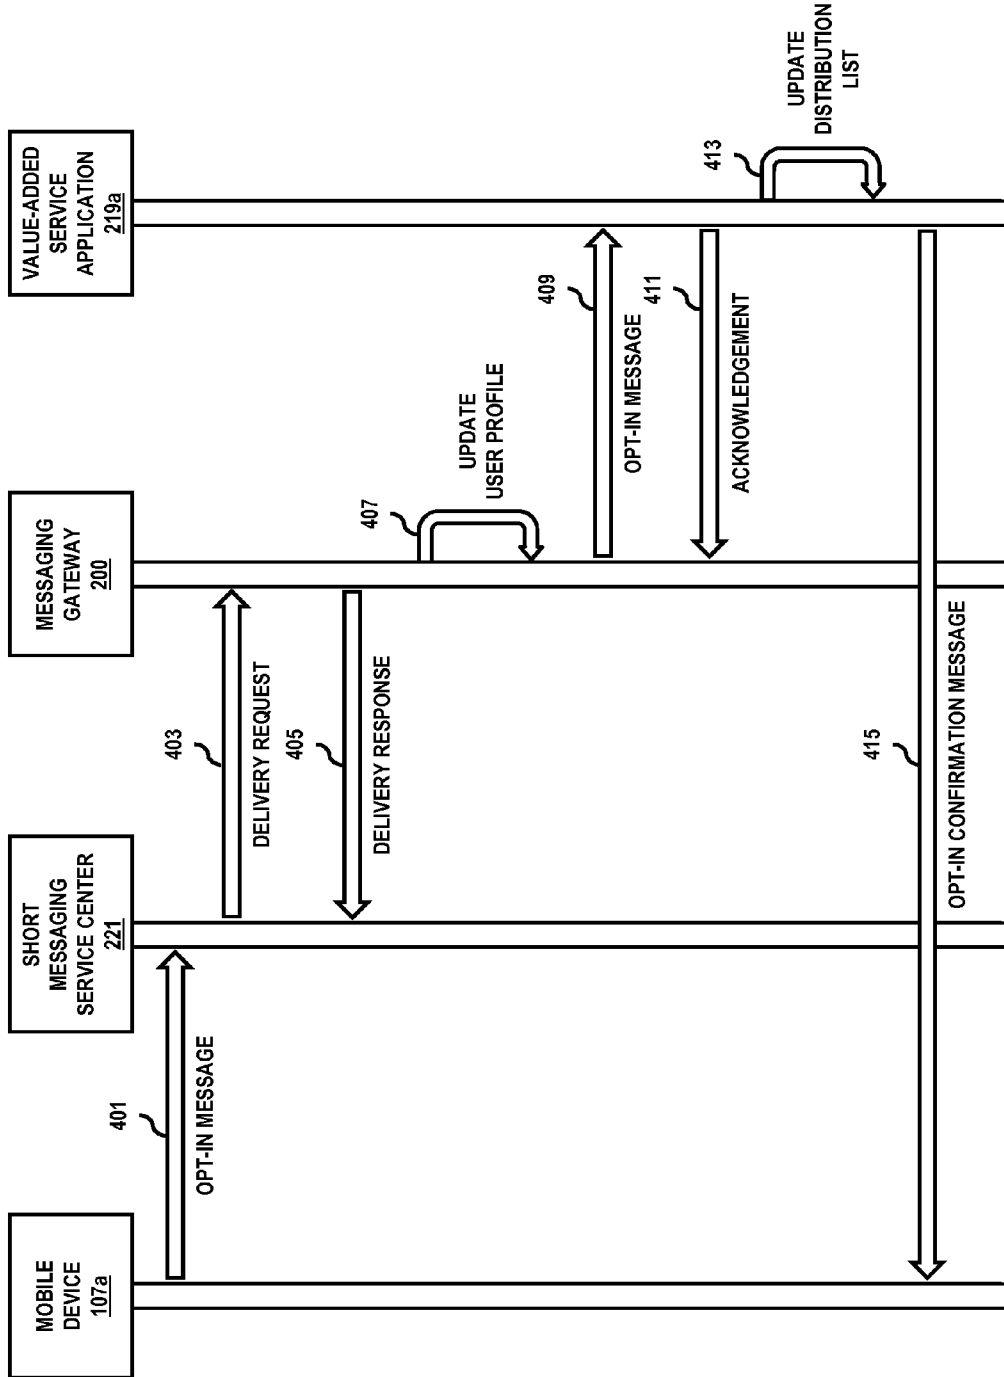 MOBILE
DEVICE
107a
SHORT
MESSAGING
SERVICE CENTER
221
MESSAGING
GATEWAY
200
VALUE-ADDED
SERVICE
APPLICATION
219a
401
OPT-IN MESSAGE
403
DELIVERY REQUEST
405
DELIVERY RESPONSE
407
UPDATE
USER PROFILE
409
OPT-IN MESSAGE
411
ACKNOWLEDGEMENT
413
UPDATE
DISTRIBUTION
LIST
415
OPT-IN CONFIRMATION MESSAGE